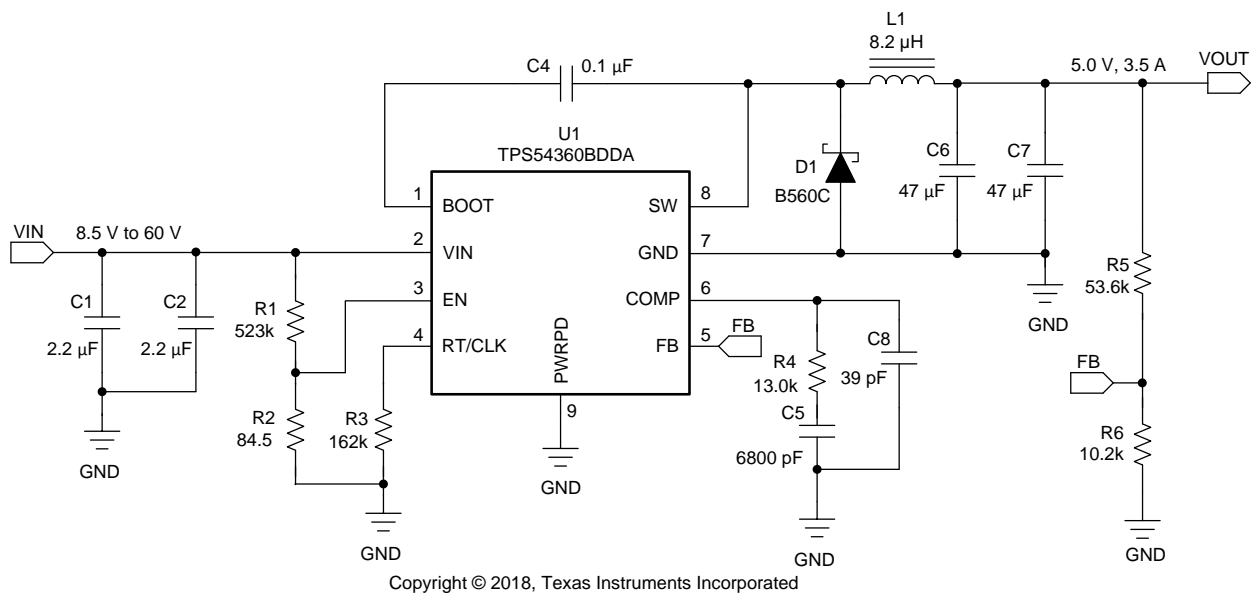 L1
8.2 µH
C4
0.1 µF
5.0 V, 3.5 A
VOUT
U1
TPS54360BDDA
D1
B560C
C6
47 µF
C7
47 µF
1
BOOT
SW
8
VIN
8.5 V to 60 V
2
VIN
GND
7
3
EN
COMP
6
4
RT/CLK
FB
5
FB
PWRPD
9
C1
2.2 µF
C2
2.2 µF
R1
523k
R2
84.5
R3
162k
R4
13.0k
C8
39 pF
C5
6800 pF
R5
53.6k
FB
R6
10.2k
GND
GND
GND
GND
GND
GND
Copyright © 2018, Texas Instruments Incorporated